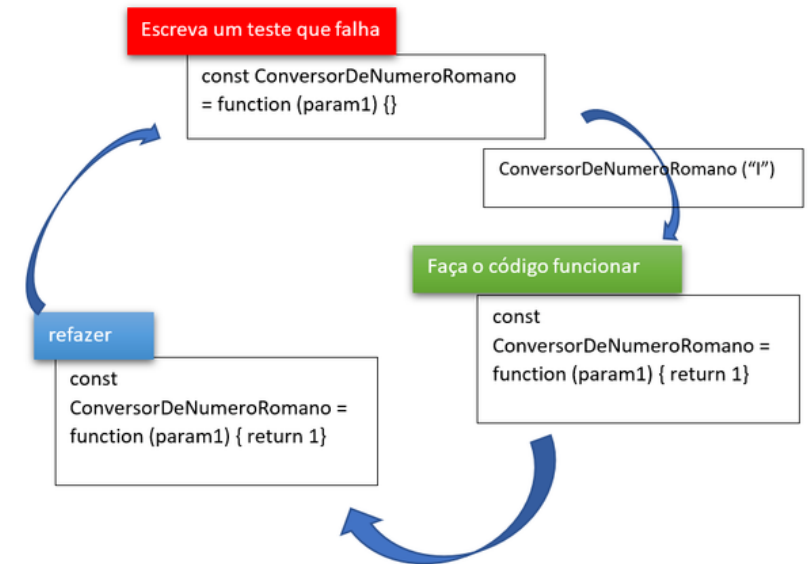 Escreva um teste que falha
const ConversorDeNumeroRomano
= function (param1) {}
ConversorDeNumeroRomano (“I”)
Faça o código funcionar
const
ConversorDeNumeroRomano =
function (param1) { return 1}
refazer
const
ConversorDeNumeroRomano =
function (param1) { return 1}